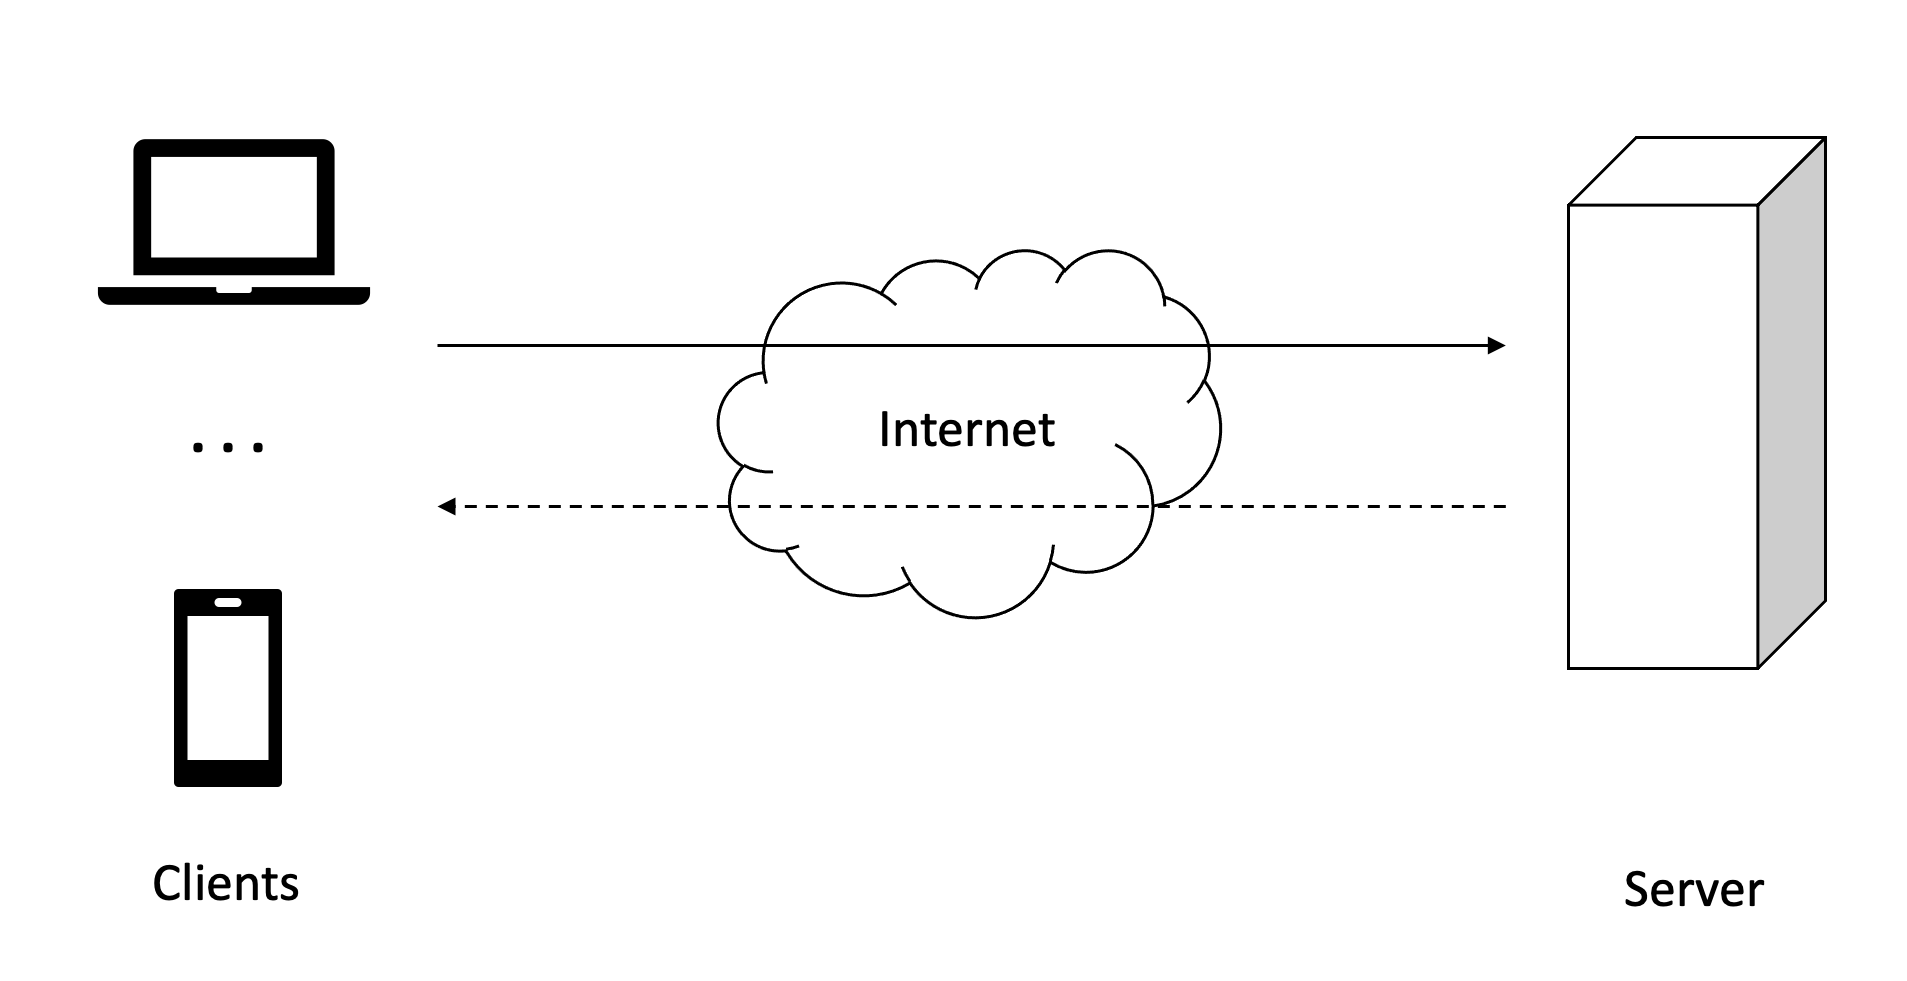 Internet
. . .
Clients
Server